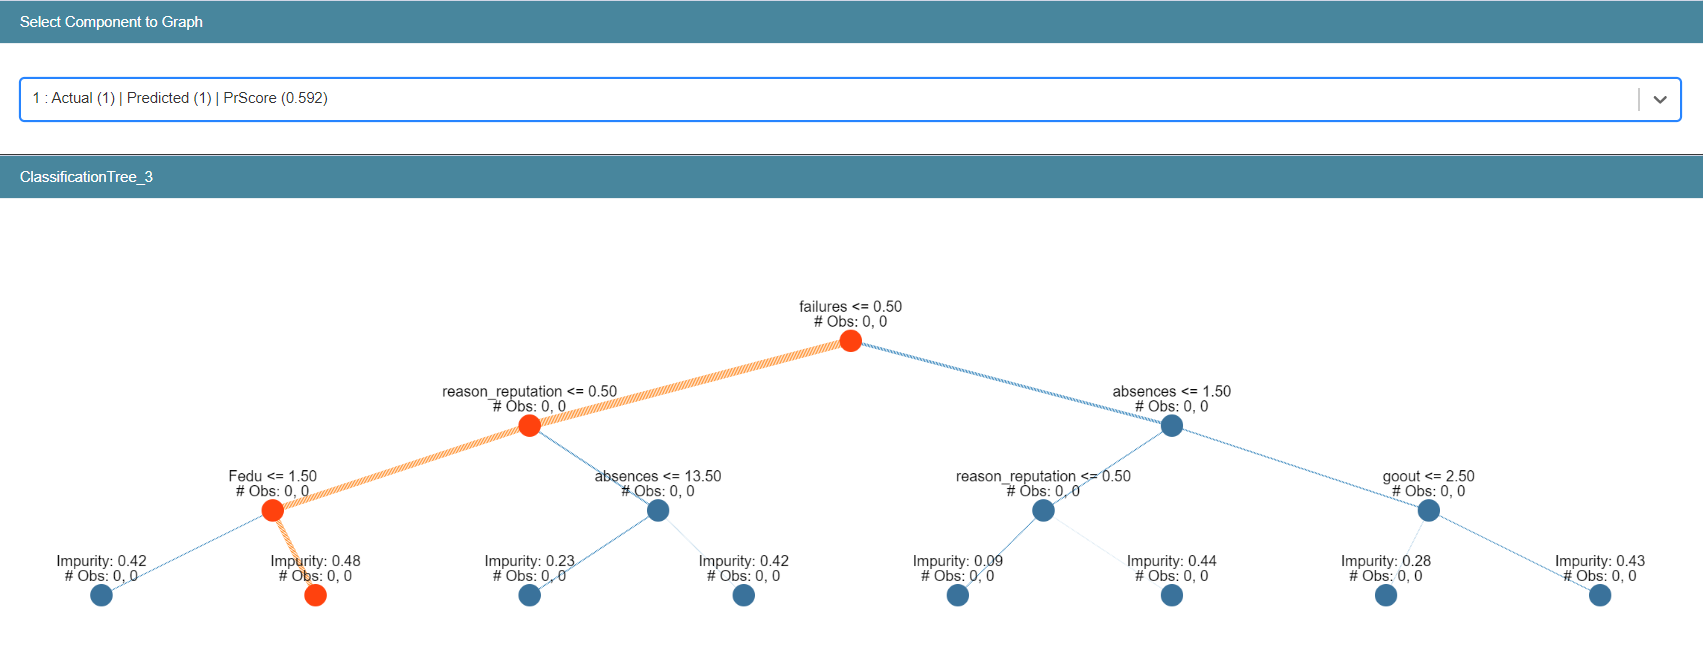 Select Component to Graph
1 : Actual (1) | Predicted (1) | PrScore (0.592)
ClassificationTree_3
failures <= 0.50
# Obs: 0, 0
reason_reputation <= 0.50
# Obs: 0, 0
absences <= 1.50
# Obs: 0, 0
Fedu <= 1.50
# Obs: 0, 0
absences <= 13.50
# Obs: 0, 0
reason_reputation <= 0.50
# Obs: 0, 0
goout <= 2.50
# Obs: 0, 0
Impurity: 0.42
# Obs: 0, 0
Impurity: 0.48
# Obs: 0, 0
Impurity: 0.23
# Obs: 0, 0
Impurity: 0.42
# Obs: 0, 0
Impurity: 0.09
# Obs: 0, 0
Impurity: 0.44
# Obs: 0, 0
Impurity: 0.28
# Obs: 0, 0
Impurity: 0.43
# Obs: 0, 0